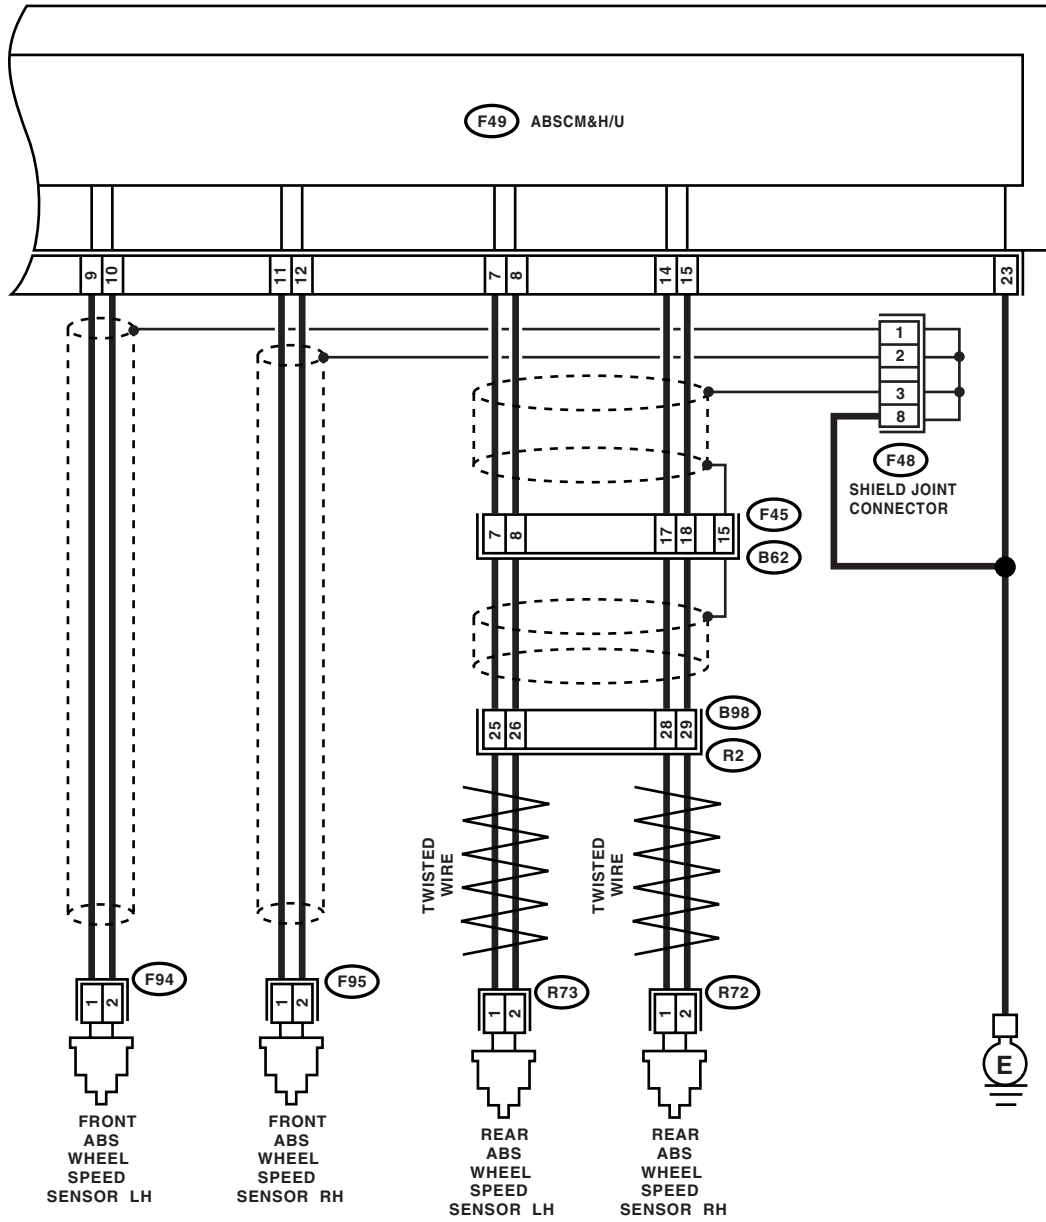 F49 ABSCM&H/U
9 10 11 12 7 8 14 15 23
1
2
3
8
F48
SHIELD JOINT
CONNECTOR
7 8 17 18 15
F45
B62
25 26 28 29
B98
R2
TWISTED
WIRE
TWISTED
WIRE
1 2
F94
1 2
F95
1 2
R73
1 2
R72
E
FRONT
ABS
WHEEL
SPEED
SENSOR LH
FRONT
ABS
WHEEL
SPEED
SENSOR RH
REAR
ABS
WHEEL
SPEED
SENSOR LH
REAR
ABS
WHEEL
SPEED
SENSOR RH